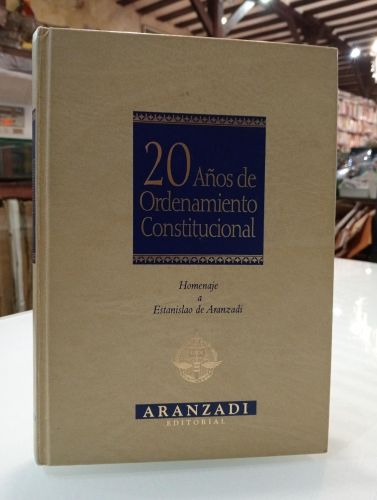 20 Años de
Ordenamiento
Constitucional
Homenaje
a
Estanislao de Aranzadi
ARANZADI
EDITORIAL